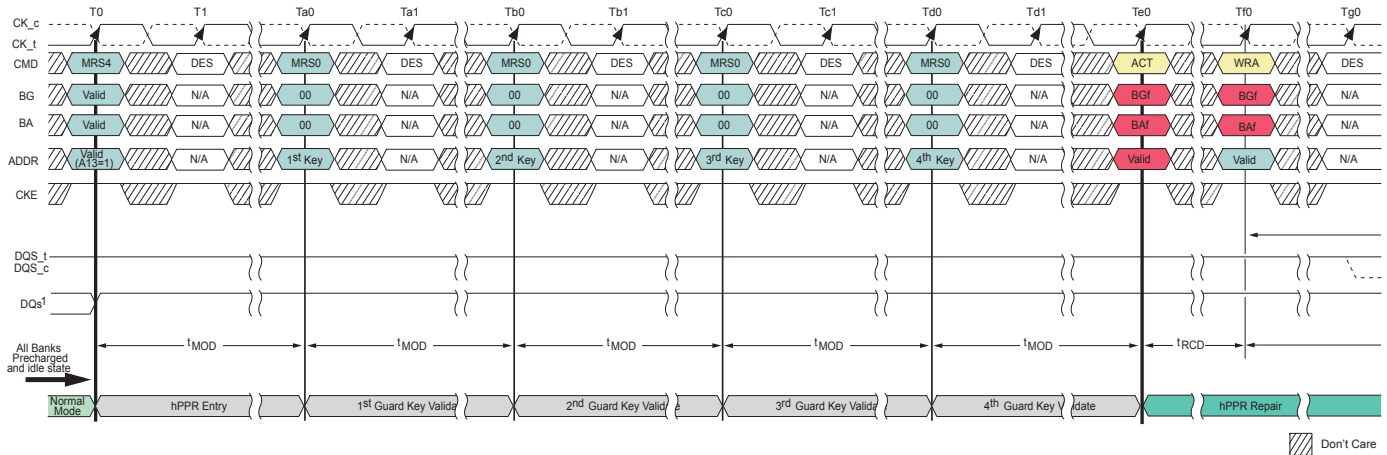 T0 T1 Ta0 Ta1 Tb0 Tb1 Tc0 Tc1 Td0 Td1 Te0 Tf0 Tg0
CK_c
CK_t
CMD MRS4 DES MRS0 DES MRS0 DES MRS0 DES MRS0 DES ACT WRA DES
BG Valid N/A 00 N/A 00 N/A 00 N/A 00 N/A BGf BGf N/A
BA Valid N/A 00 N/A 00 N/A 00 N/A 00 N/A BAf BAf N/A
ADDR Valid (A13=1) N/A 1st Key N/A 2nd Key N/A 3rd Key N/A 4th Key N/A Valid Valid N/A
CKE
DQS_t
DQS_c
DQs1
tMOD tMOD tMOD tMOD tMOD tRCD
All Banks
Precharged
and idle state
Normal Mode hPPR Entry 1st Guard Key Valida 2nd Guard Key Valid e 3rd Guard Key Valida 4th Guard Key V idate hPPR Repair
Don't Care